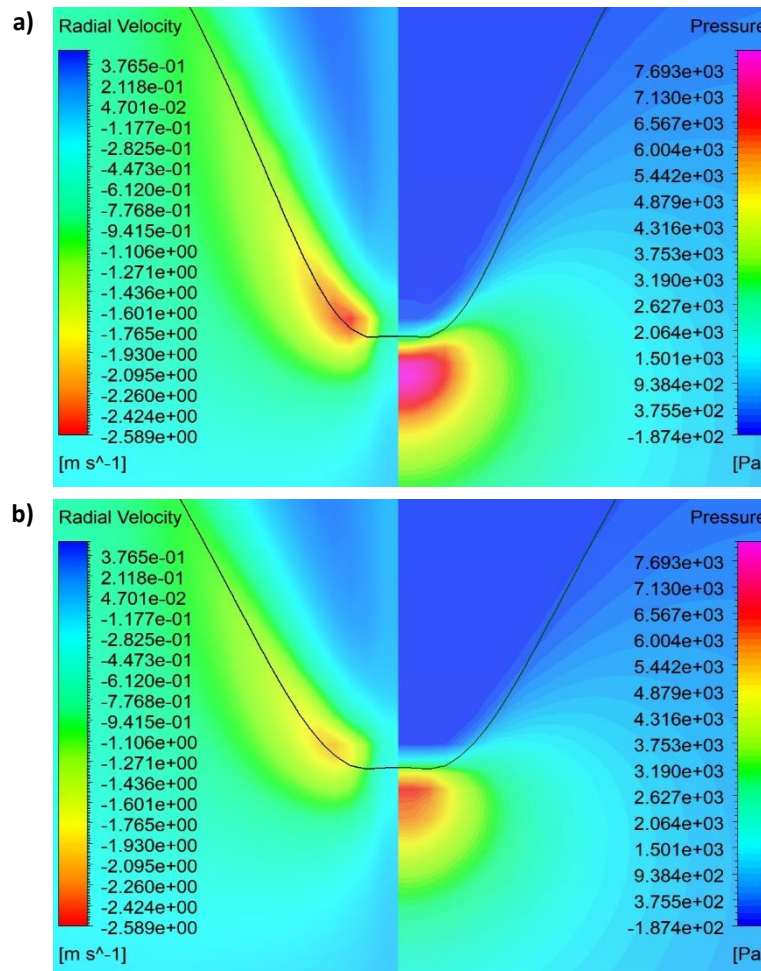 a)
Radial Velocity
3.765e-01
2.118e-01
4.701e-02
-1.177e-01
-2.825e-01
-4.473e-01
-6.120e-01
-7.768e-01
-9.415e-01
-1.106e+00
-1.271e+00
-1.436e+00
-1.601e+00
-1.765e+00
-1.930e+00
-2.095e+00
-2.260e+00
-2.424e+00
-2.589e+00
[m s^-1]
Pressure
7.693e+03
7.130e+03
6.567e+03
6.004e+03
5.442e+03
4.879e+03
4.316e+03
3.753e+03
3.190e+03
2.627e+03
2.064e+03
1.501e+03
9.384e+02
3.755e+02
-1.874e+02
[Pa
b)
Radial Velocity
3.765e-01
2.118e-01
4.701e-02
-1.177e-01
-2.825e-01
-4.473e-01
-6.120e-01
-7.768e-01
-9.415e-01
-1.106e+00
-1.271e+00
-1.436e+00
-1.601e+00
-1.765e+00
-1.930e+00
-2.095e+00
-2.260e+00
-2.424e+00
-2.589e+00
[m s^-1]
Pressure
7.693e+03
7.130e+03
6.567e+03
6.004e+03
5.442e+03
4.879e+03
4.316e+03
3.753e+03
3.190e+03
2.627e+03
2.064e+03
1.501e+03
9.384e+02
3.755e+02
-1.874e+02
[Pa